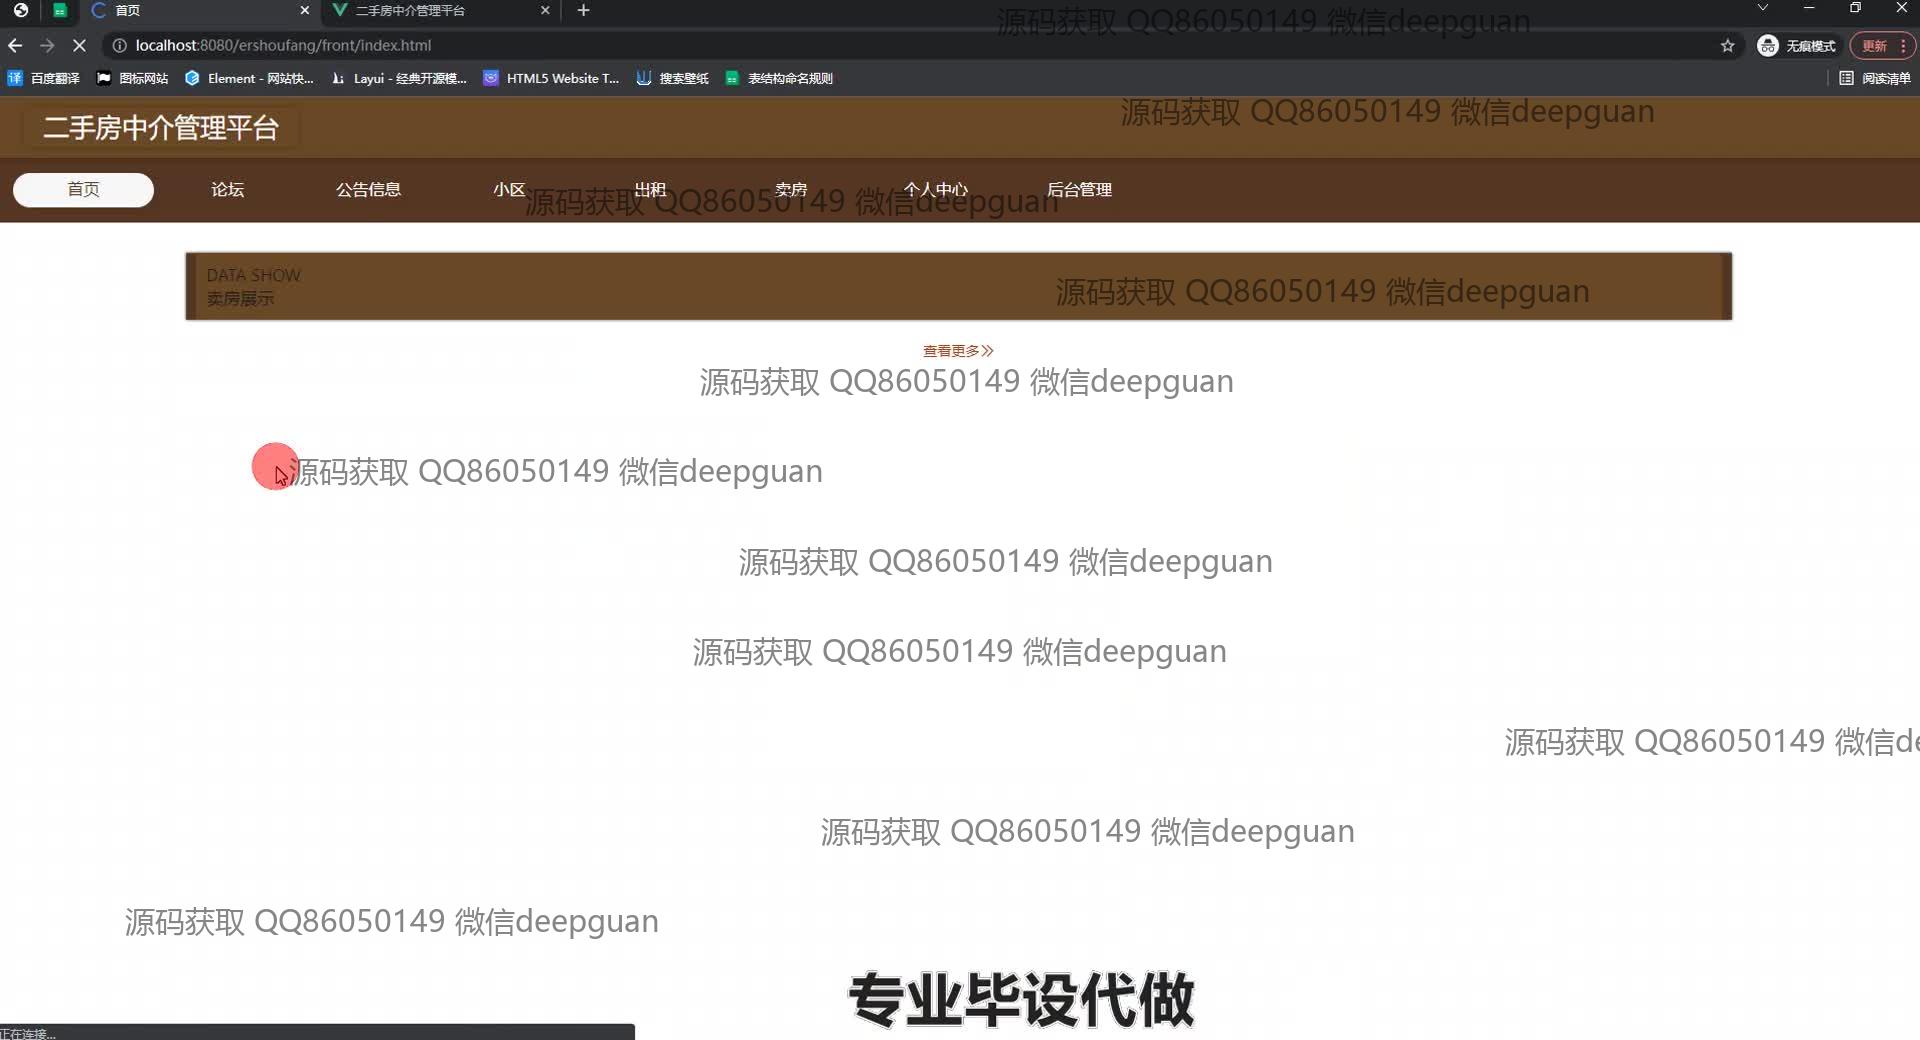 首页
二手房中介管理平台
源码获取 QQ86050149 微信deepguan
localhost:8080/ershoufang/front/index.html
无痕模式
更新
百度翻译
图标网站
Element - 网站快...
Layui - 经典开源模...
HTML5 Website T...
搜索壁纸
表结构命名规则
阅读清单
源码获取 QQ86050149 微信deepguan
二手房中介管理平台
首页
论坛
公告信息
小区
出租
卖房
个人中心
后台管理
源码获取 QQ86050149 微信deepguan
DATA SHOW
卖房展示
源码获取 QQ86050149 微信deepguan
查看更多
源码获取 QQ86050149 微信deepguan
源码获取 QQ86050149 微信deepguan
源码获取 QQ86050149 微信deepguan
源码获取 QQ86050149 微信deepguan
源码获取 QQ86050149 微信de
源码获取 QQ86050149 微信deepguan
源码获取 QQ86050149 微信deepguan
专业毕设代做
正在连接...